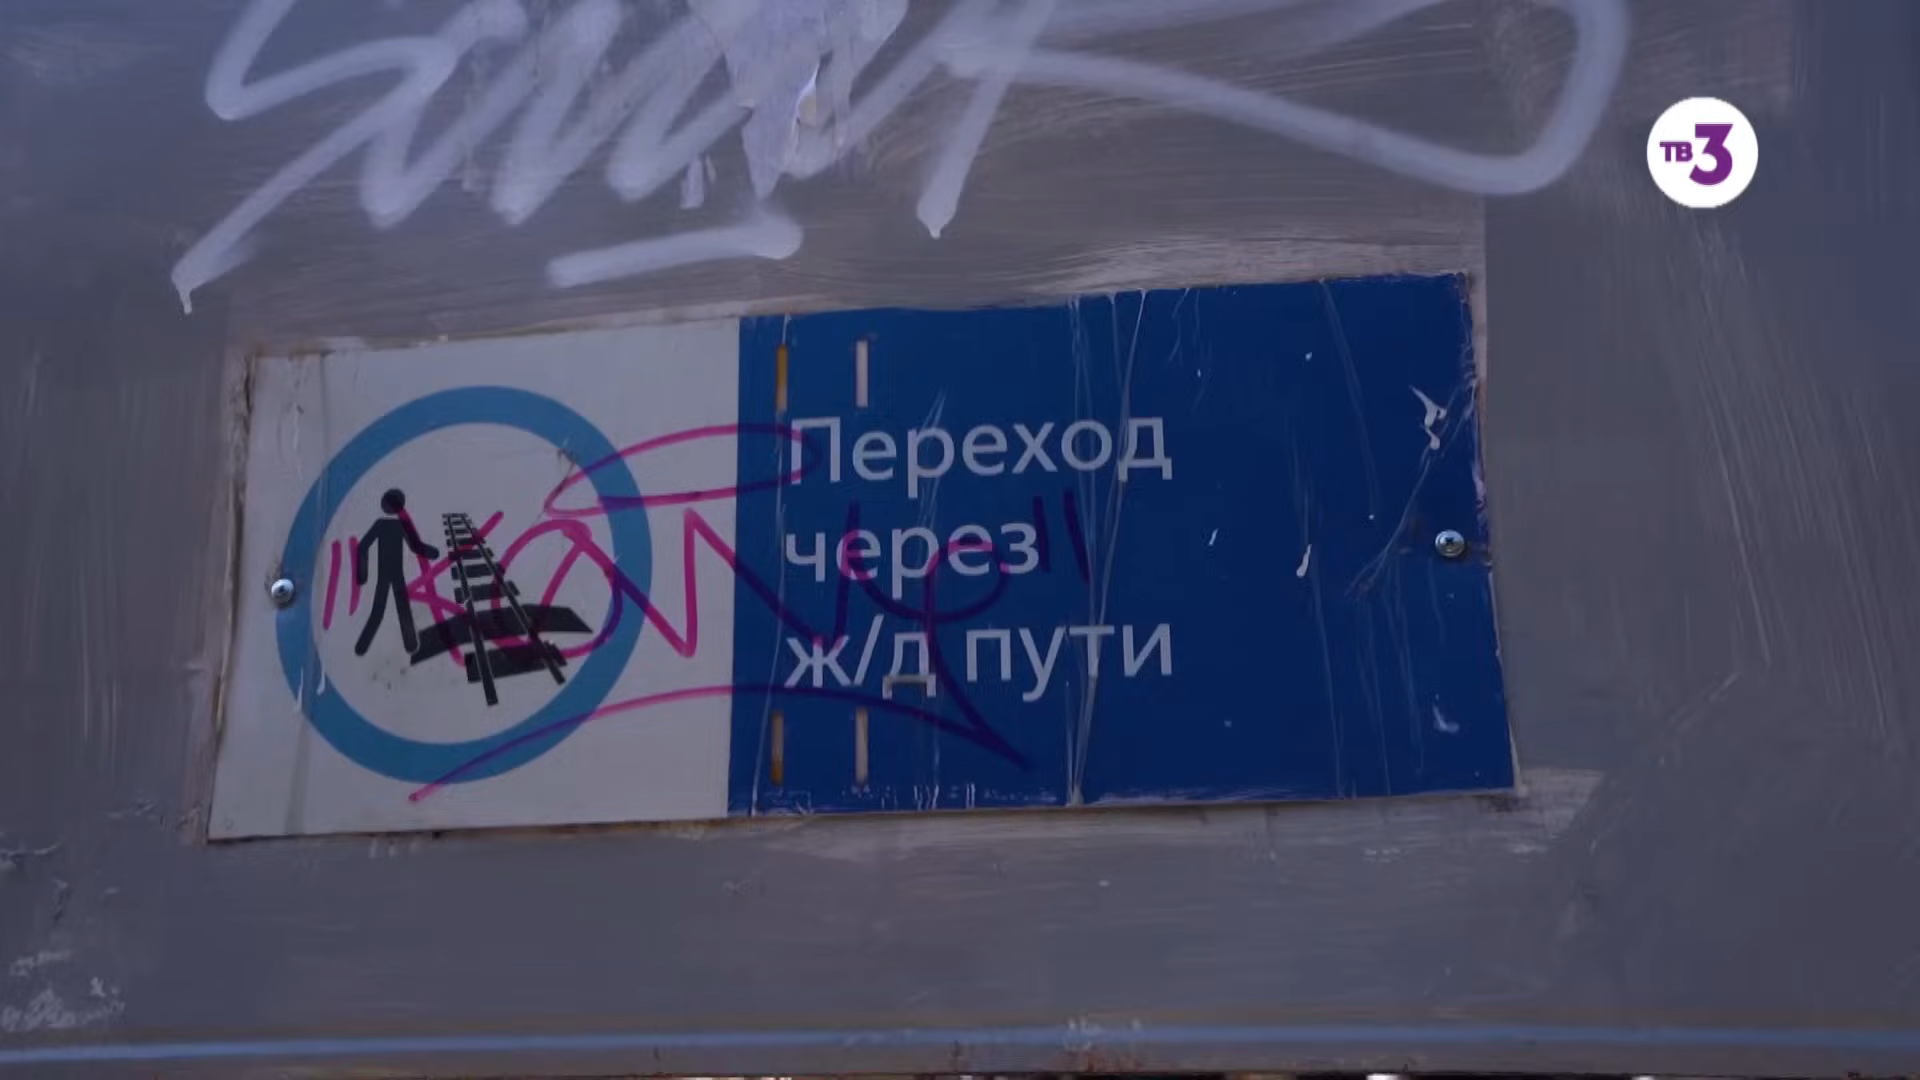 ТВ3
Переход
через
ж/д пути